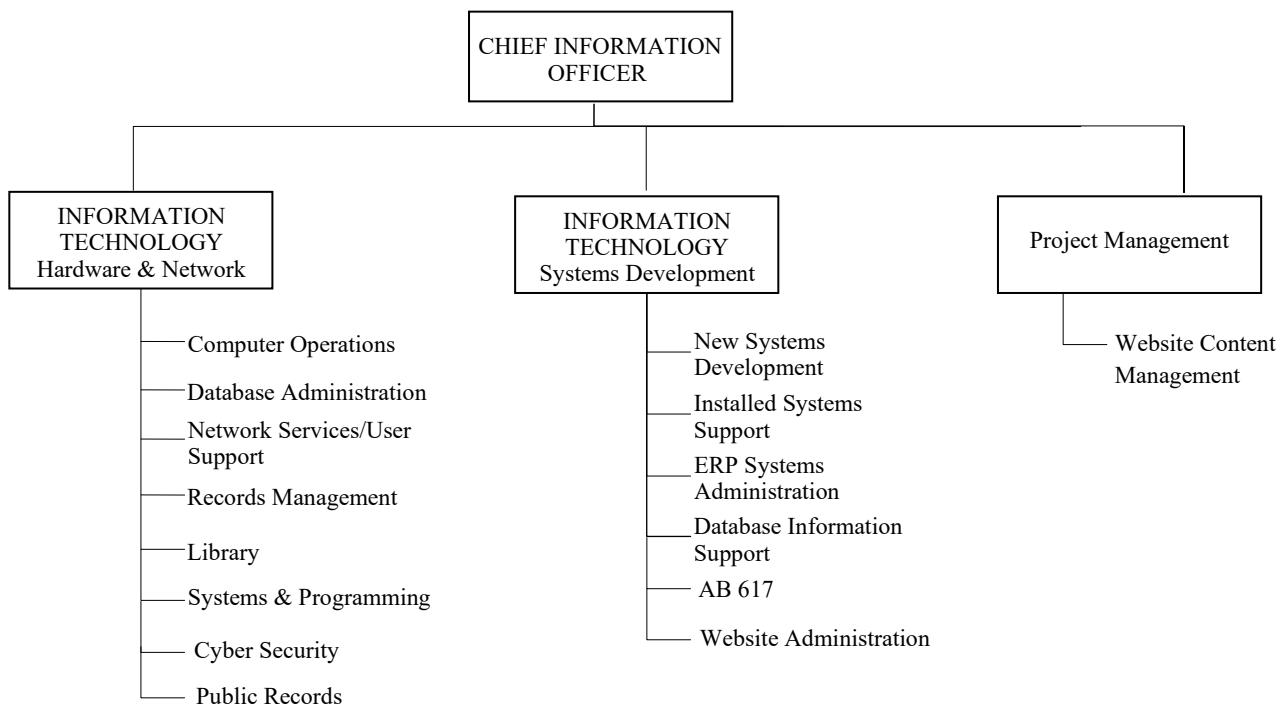 CHIEF INFORMATION
OFFICER
INFORMATION
TECHNOLOGY
Hardware & Network
Computer Operations
Database Administration
Network Services/User
Support
Records Management
Library
Systems & Programming
Cyber Security
Public Records
INFORMATION
TECHNOLOGY
Systems Development
New Systems
Development
Installed Systems
Support
ERP Systems
Administration
Database Information
Support
AB 617
Website Administration
Project Management
Website Content
Management